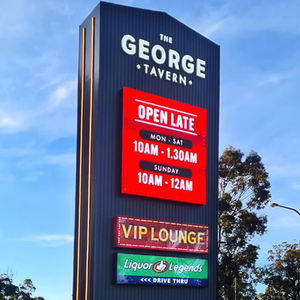 THE
GEORGE
• TAVERN •
OPEN LATE
MON - SAT
10AM - 1.30AM
SUNDAY
10AM - 12AM
VIP LOUNGE
Liquor Legends
<<< DRIVE THRU